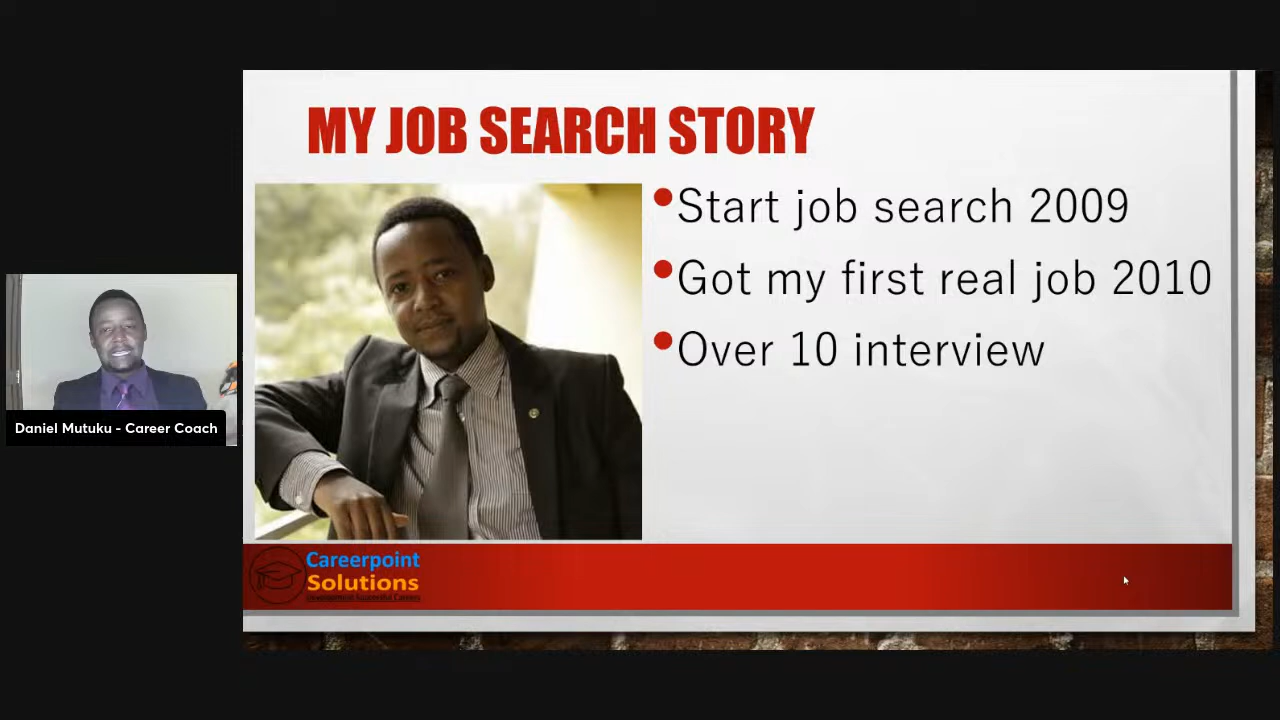 MY JOB SEARCH STORY
Start job search 2009
Got my first real job 2010
Over 10 interview
Daniel Mutuku - Career Coach
Careerpoint
Solutions